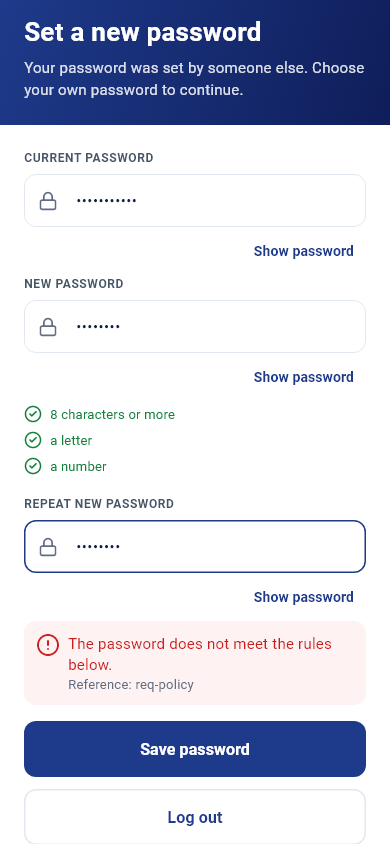 Set a new password
Your password was set by someone else. Choose
your own password to continue.
CURRENT PASSWORD
•••••••••••
Show password
NEW PASSWORD
••••••••
Show password
8 characters or more
a letter
a number
REPEAT NEW PASSWORD
••••••••
Show password
The password does not meet the rules
below.
Reference: req-policy
Save password
Log out